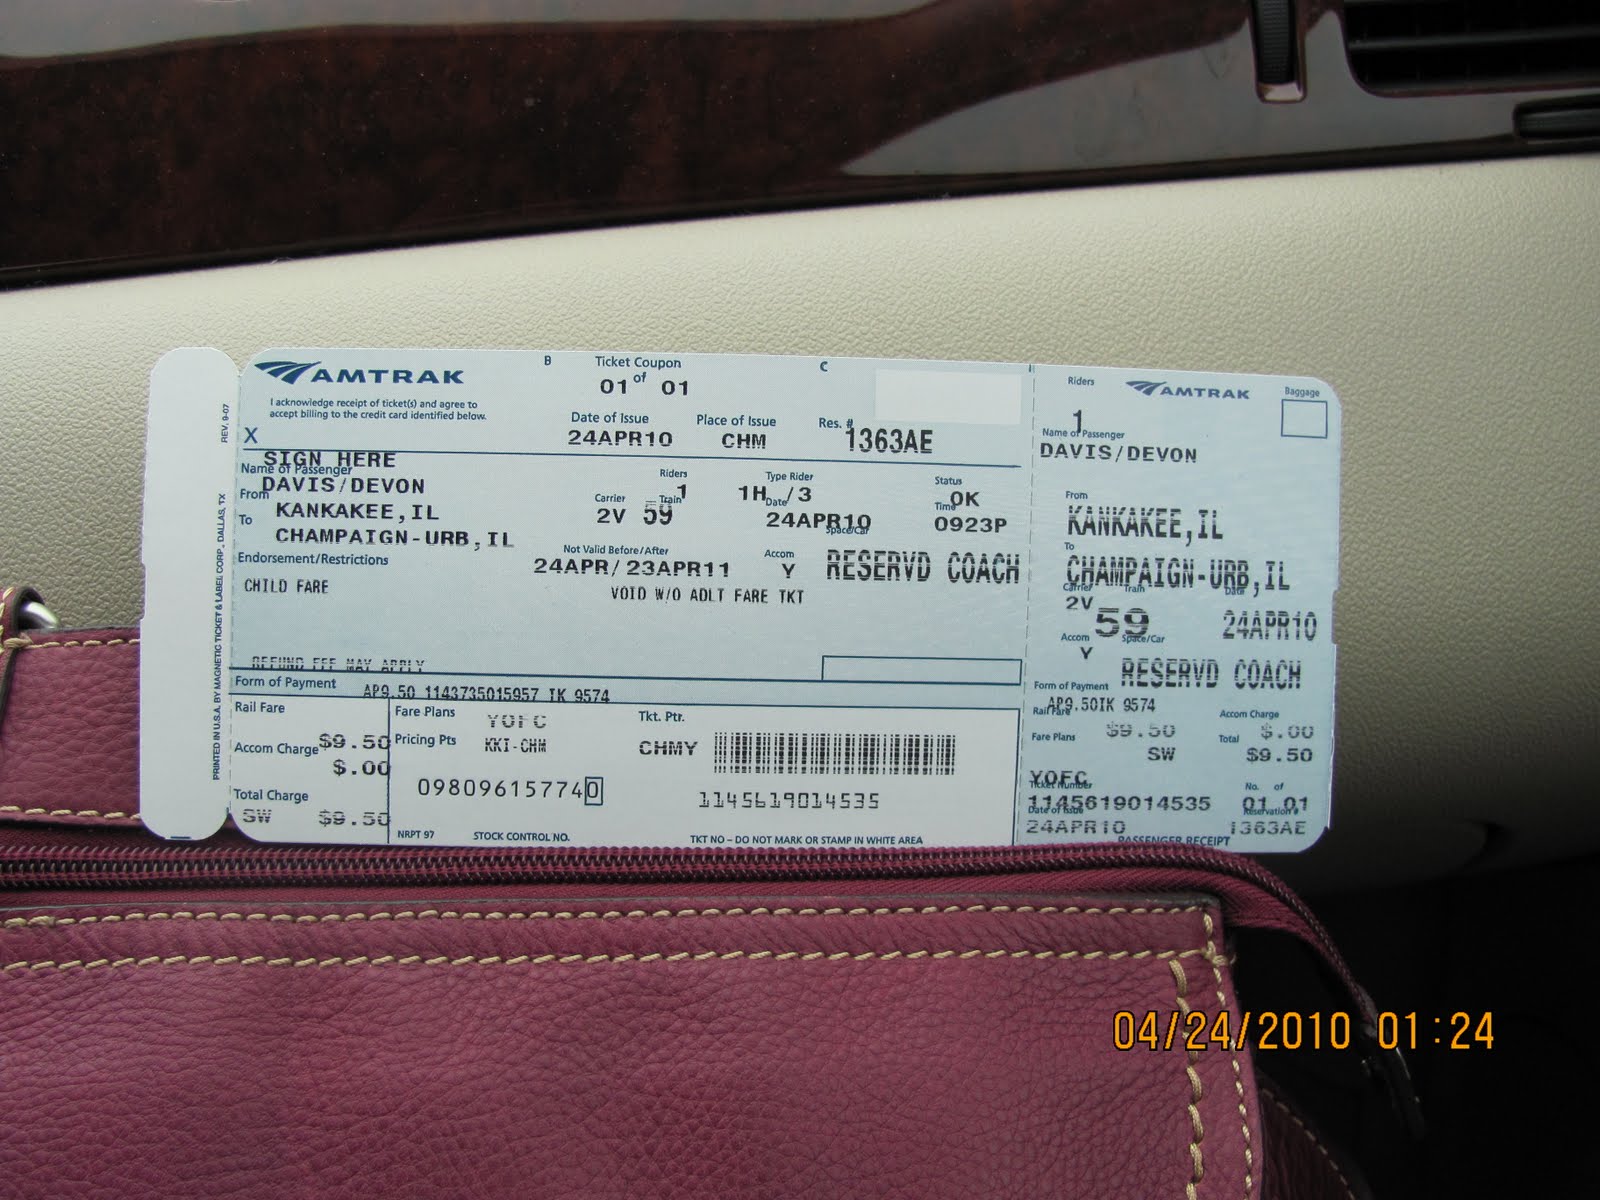 AMTRAK
B Ticket Coupon C
01 of 01
I acknowledge receipt of ticket(s) and agree to
accept billing to the credit card identified below.
Date of Issue Place of Issue Res. #
X 24APR10 CHM 1363AE
SIGN HERE
Name of Passenger Riders Type Rider Status
DAVIS/DEVON 1 1H /3 OK
From Carrier Train Date Time
KANKAKEE,IL 2V 59 24APR10 0923P
To Space/Car
CHAMPAIGN-URB,IL
Endorsement/Restrictions Not Valid Before/After Accom
24APR/ 23APR11 Y RESERVD COACH
CHILD FARE VOID W/O ADLT FARE TKT
REFUND FEE MAY APPLY
Form of Payment AP9.50 1143735015957 IK 9574
Rail Fare Fare Plans YOFC Tkt. Ptr.
$9.50
Accom Charge Pricing Pts KKI-CHM CHMY
$.00
098096157740
Total Charge 1145619014535
SW $9.50
NRPT 97 STOCK CONTROL NO. TKT NO – DO NOT MARK OR STAMP IN WHITE AREA
REV. 9-07
PRINTED IN U.S.A. BY MAGNETIC TICKET & LABEL CORP., DALLAS, TX
Riders AMTRAK Baggage
1
Name of Passenger
DAVIS/DEVON
From
KANKAKEE,IL
To
CHAMPAIGN-URB,IL
Carrier Train Date
2V 59 24APR10
Accom Space/Car
Y RESERVD COACH
Form of Payment
AP9.50IK 9574
Rail Fare Accom Charge
$9.50 $.00
Fare Plans Total
SW $9.50
YOFC
Ticket Number No. of
1145619014535 01 01
Date of Issue Reservation #
24APR10 1363AE
PASSENGER RECEIPT
04/24/2010 01:24